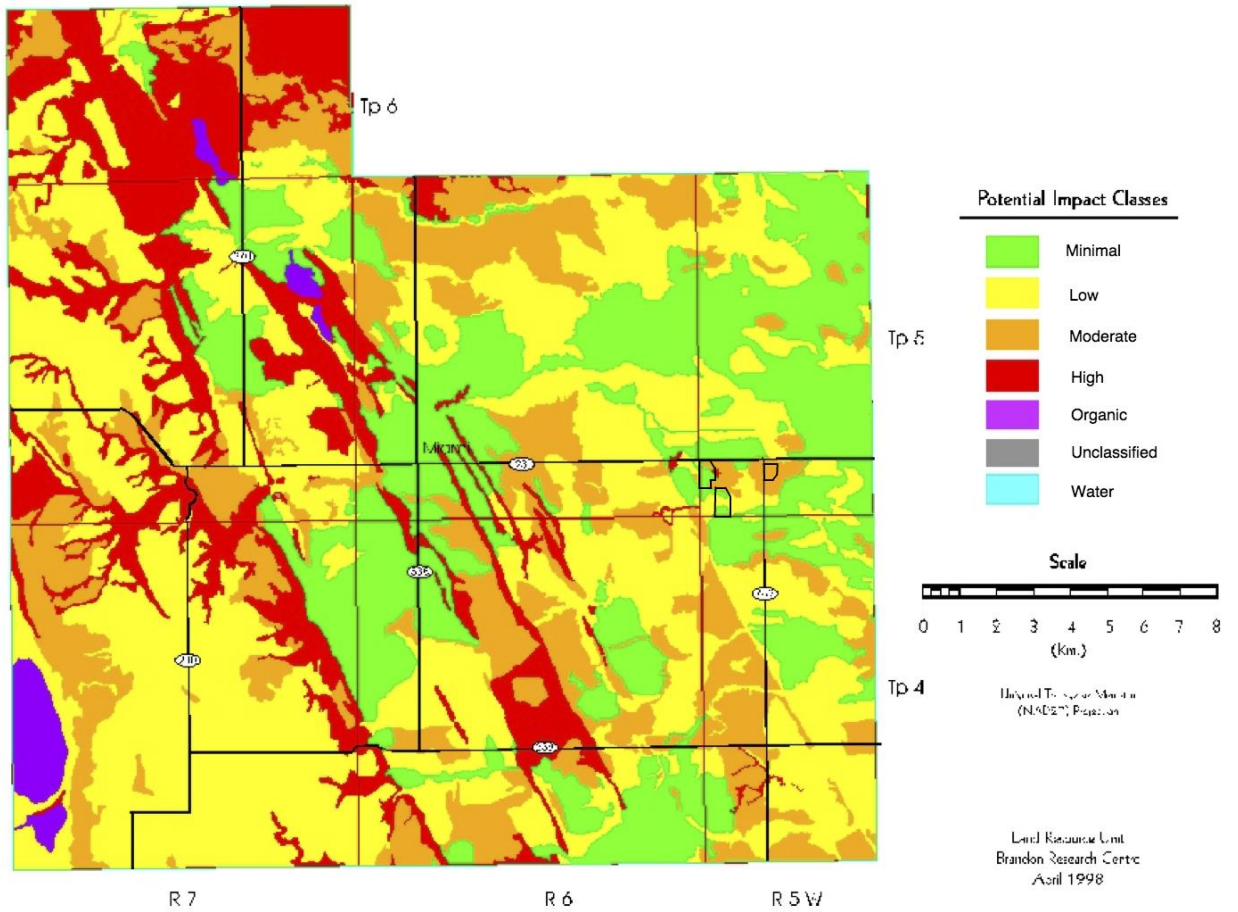 Tp 6
Potential Impact Classes
Minimal
Low
Tp 5
Moderate
High
Organic
Miami
Unclassified
23
Water
Scale
0 1 2 3 4 5 6 7 8
(Km.)
240
Tp 4
Land Resource Unit
Brandon Research Centre
April 1998
R 7
R 6
R 5 W